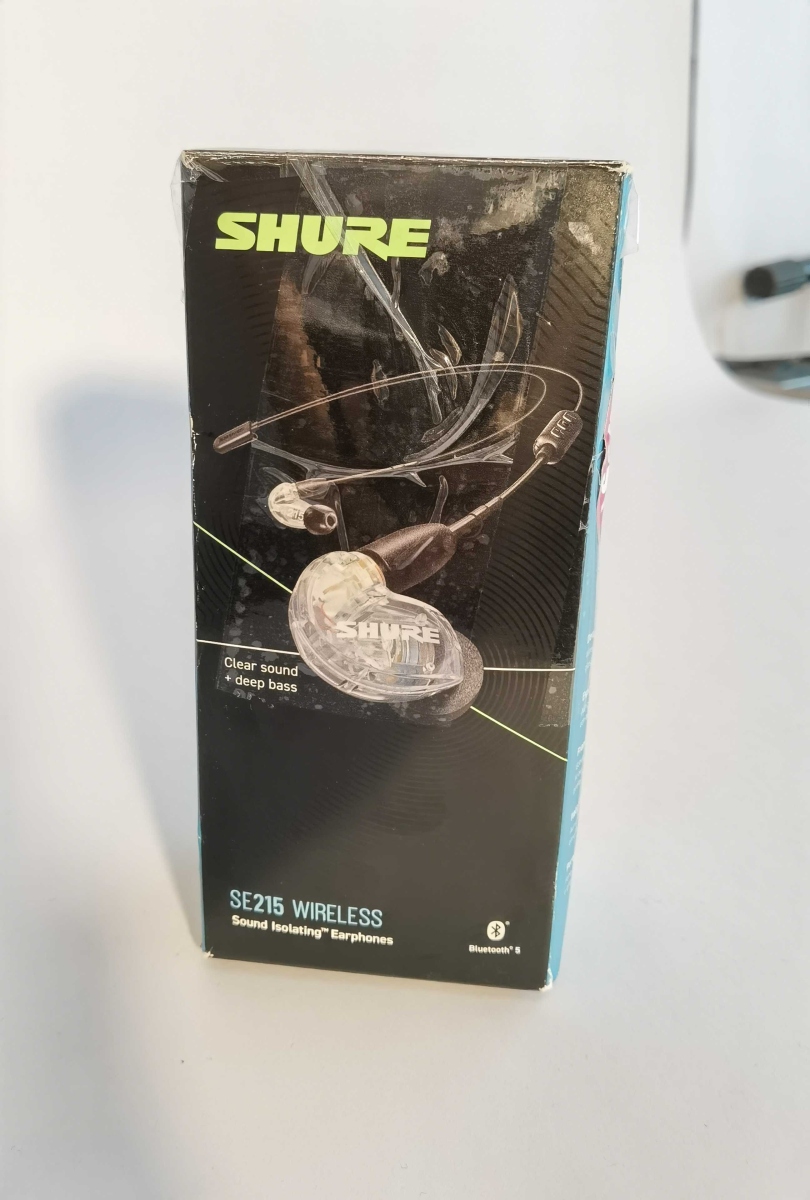 SHURE
SHURE
Clear sound
+ deep bass
SE215 WIRELESS
Sound Isolating™ Earphones
Bluetooth® 5